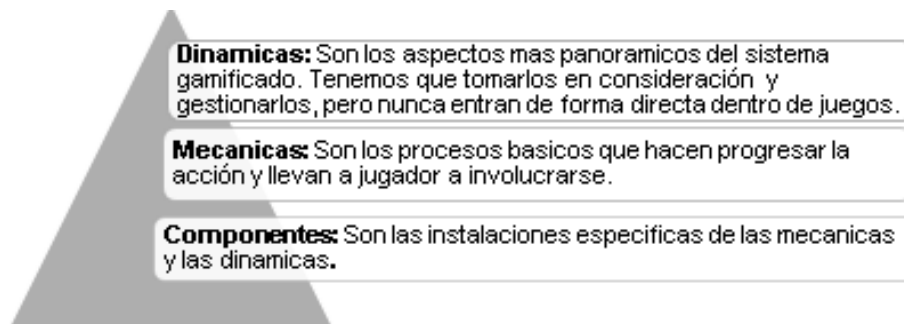 Dinamicas: Son los aspectos mas panoramicos del sistema
gamificado. Tenemos que tomarlos en consideración y
gestionarlos, pero nunca entran de forma directa dentro de juegos.
Mecanicas: Son los procesos basicos que hacen progresar la
acción y llevan a jugador a involucrarse.
Componentes: Son las instalaciones especificas de las mecanicas
y las dinamicas.